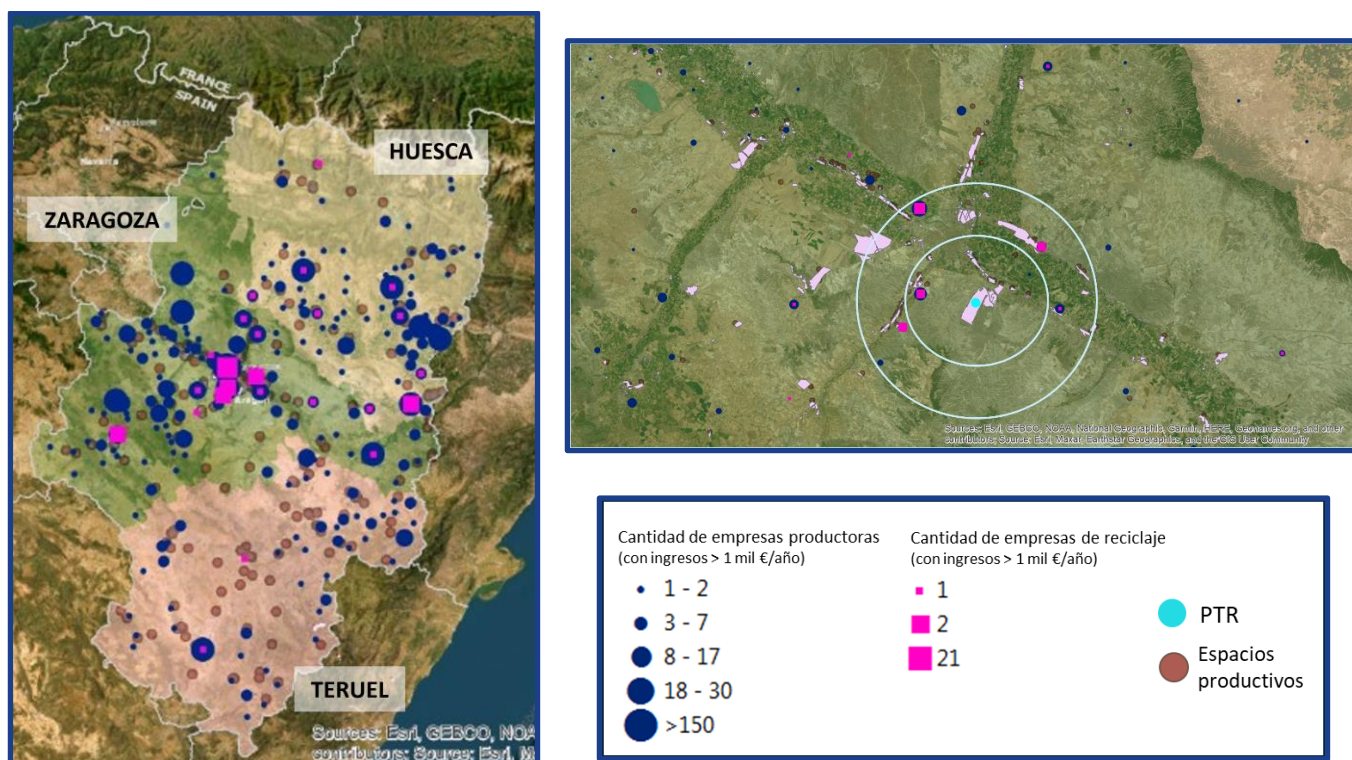 FRANCE
SPAIN
Navarra
HUESCA
ZARAGOZA
TERUEL
Sources: Esri, GEBCO, NOA
contributors; Source: Esri, M
Sources: Esri, GEBCO, NOAA, National Geographic, Garmin, HERE, Geonames.org, and other
contributors; Source: Esri, Maxar, Earthstar Geographics, and the GIS User Community
Cantidad de empresas productoras
(con ingresos > 1 mil €/año)
1 - 2
3 - 7
8 - 17
18 - 30
>150
Cantidad de empresas de reciclaje
(con ingresos > 1 mil €/año)
1
2
21
PTR
Espacios
productivos